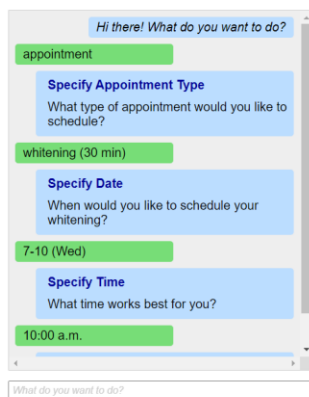 Hi there! What do you want to do?
appointment
Specify Appointment Type
What type of appointment would you like to
schedule?
whitening (30 min)
Specify Date
When would you like to schedule your
whitening?
7-10 (Wed)
Specify Time
What time works best for you?
10:00 a.m.
What do you want to do?